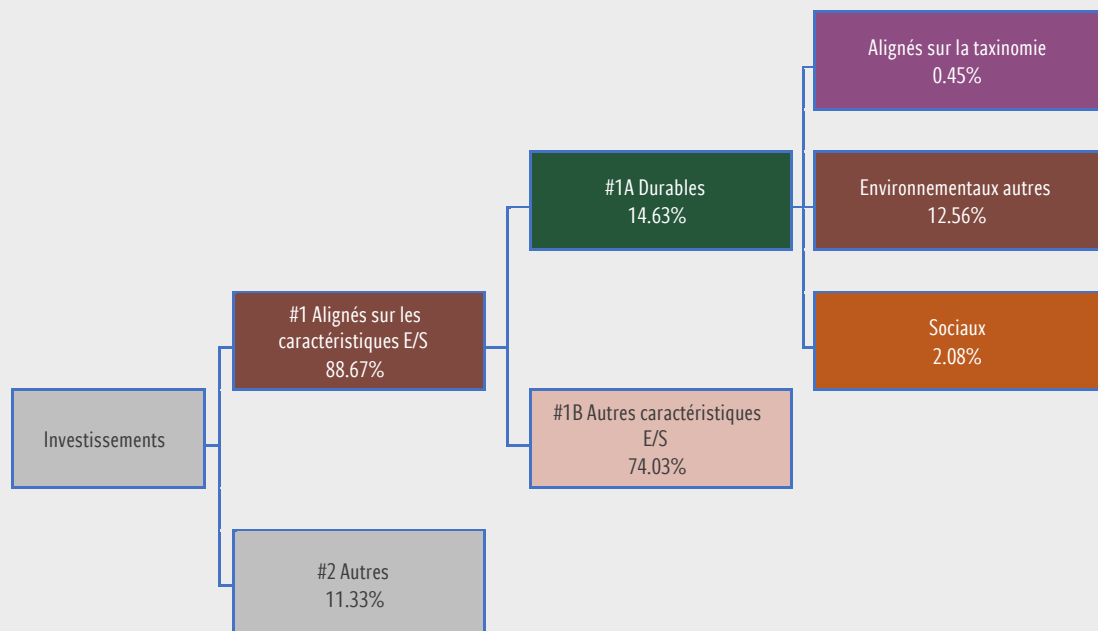 Alignés sur la taxinomie
0.45%
#1A Durables
14.63%
Environnementaux autres
12.56%
#1 Alignés sur les
caractéristiques E/S
88.67%
Sociaux
2.08%
Investissements
#1B Autres caractéristiques
E/S
74.03%
#2 Autres
11.33%